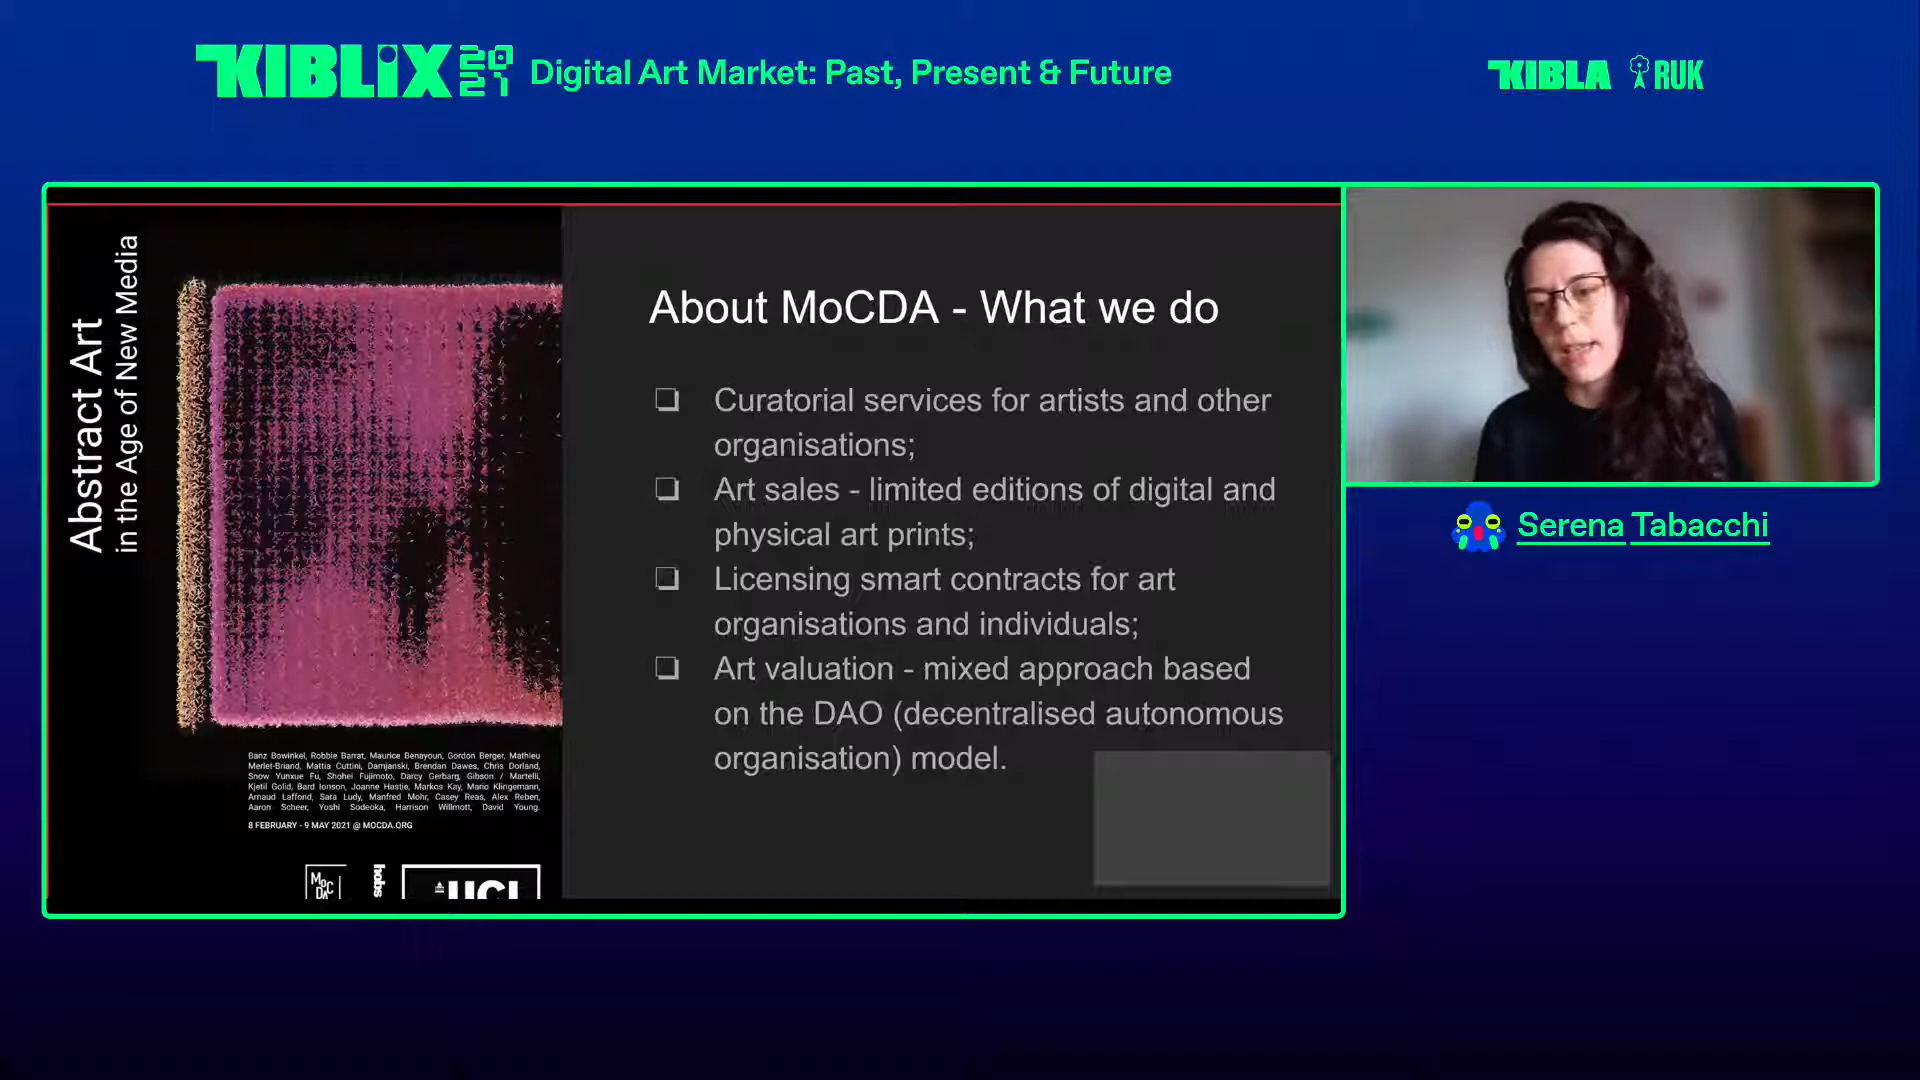 KIBLIX 2021 Digital Art Market: Past, Present & Future
KIBLA RUK
Abstract Art
in the Age of New Media
Banz Bowinkel, Robbie Barrat, Maurice Benayoun, Gordon Berger, Mathieu
Merlet-Briand, Mattia Cuttini, Damjanski, Brendan Dawes, Chris Dorland,
Snow Yunxue Fu, Shohei Fujimoto, Darcy Gerbarg, Gibson / Martelli,
Kjetil Golid, Bard Ionson, Joanne Hastie, Markos Kay, Mario Klingemann,
Arnaud Laffond, Sara Ludy, Manfred Mohr, Casey Reas, Alex Reben,
Aaron Scheer, Yoshi Sodeoka, Harrison Willmott, David Young.
8 FEBRUARY - 9 MAY 2021 @ MOCDA.ORG
MoC
DA
hobs
UCL
About MoCDA - What we do
Curatorial services for artists and other
organisations;
Art sales - limited editions of digital and
physical art prints;
Licensing smart contracts for art
organisations and individuals;
Art valuation - mixed approach based
on the DAO (decentralised autonomous
organisation) model.
Serena Tabacchi